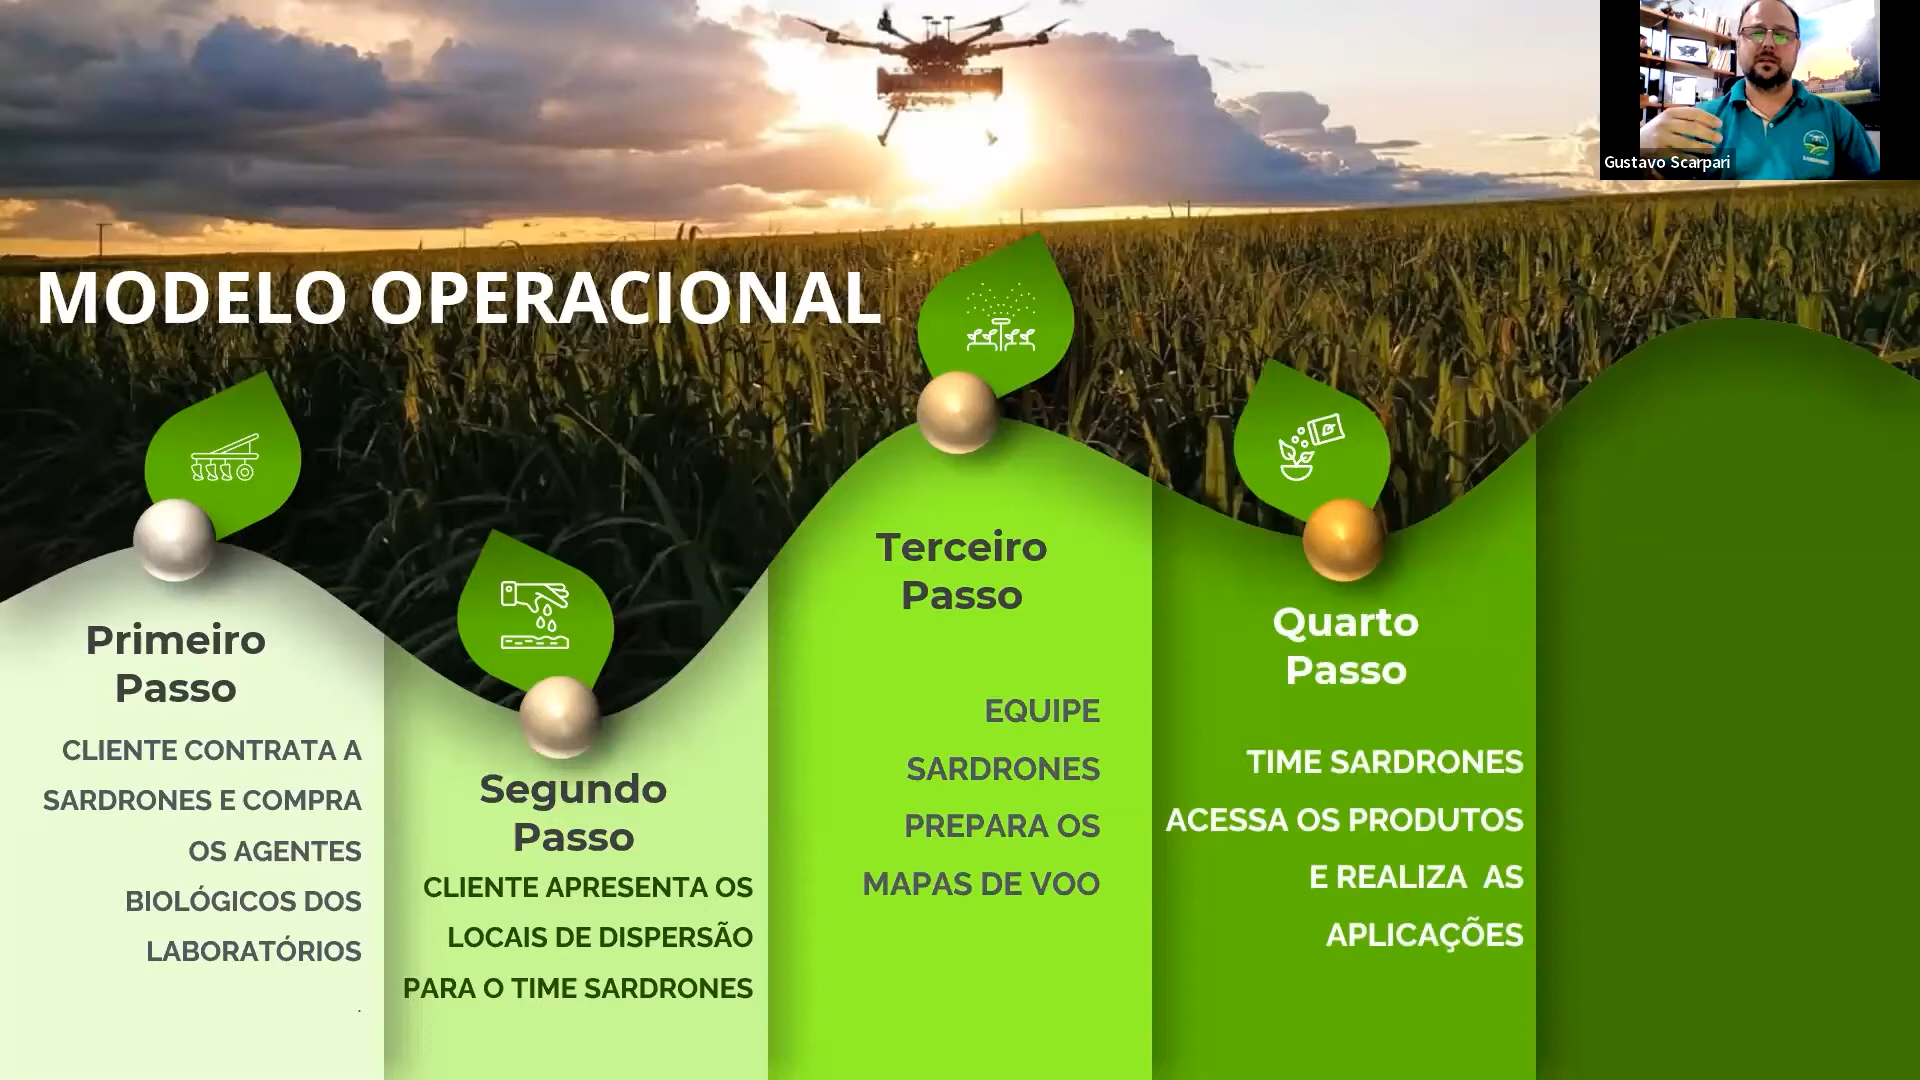 Gustavo Scarpari
MODELO OPERACIONAL
Primeiro
Passo
CLIENTE CONTRATA A
SARDRONES E COMPRA
OS AGENTES
BIOLÓGICOS DOS
LABORATÓRIOS
.
Segundo
Passo
CLIENTE APRESENTA OS
LOCAIS DE DISPERSÃO
PARA O TIME SARDRONES
Terceiro
Passo
EQUIPE
SARDRONES
PREPARA OS
MAPAS DE VOO
Quarto
Passo
TIME SARDRONES
ACESSA OS PRODUTOS
E REALIZA  AS
APLICAÇÕES